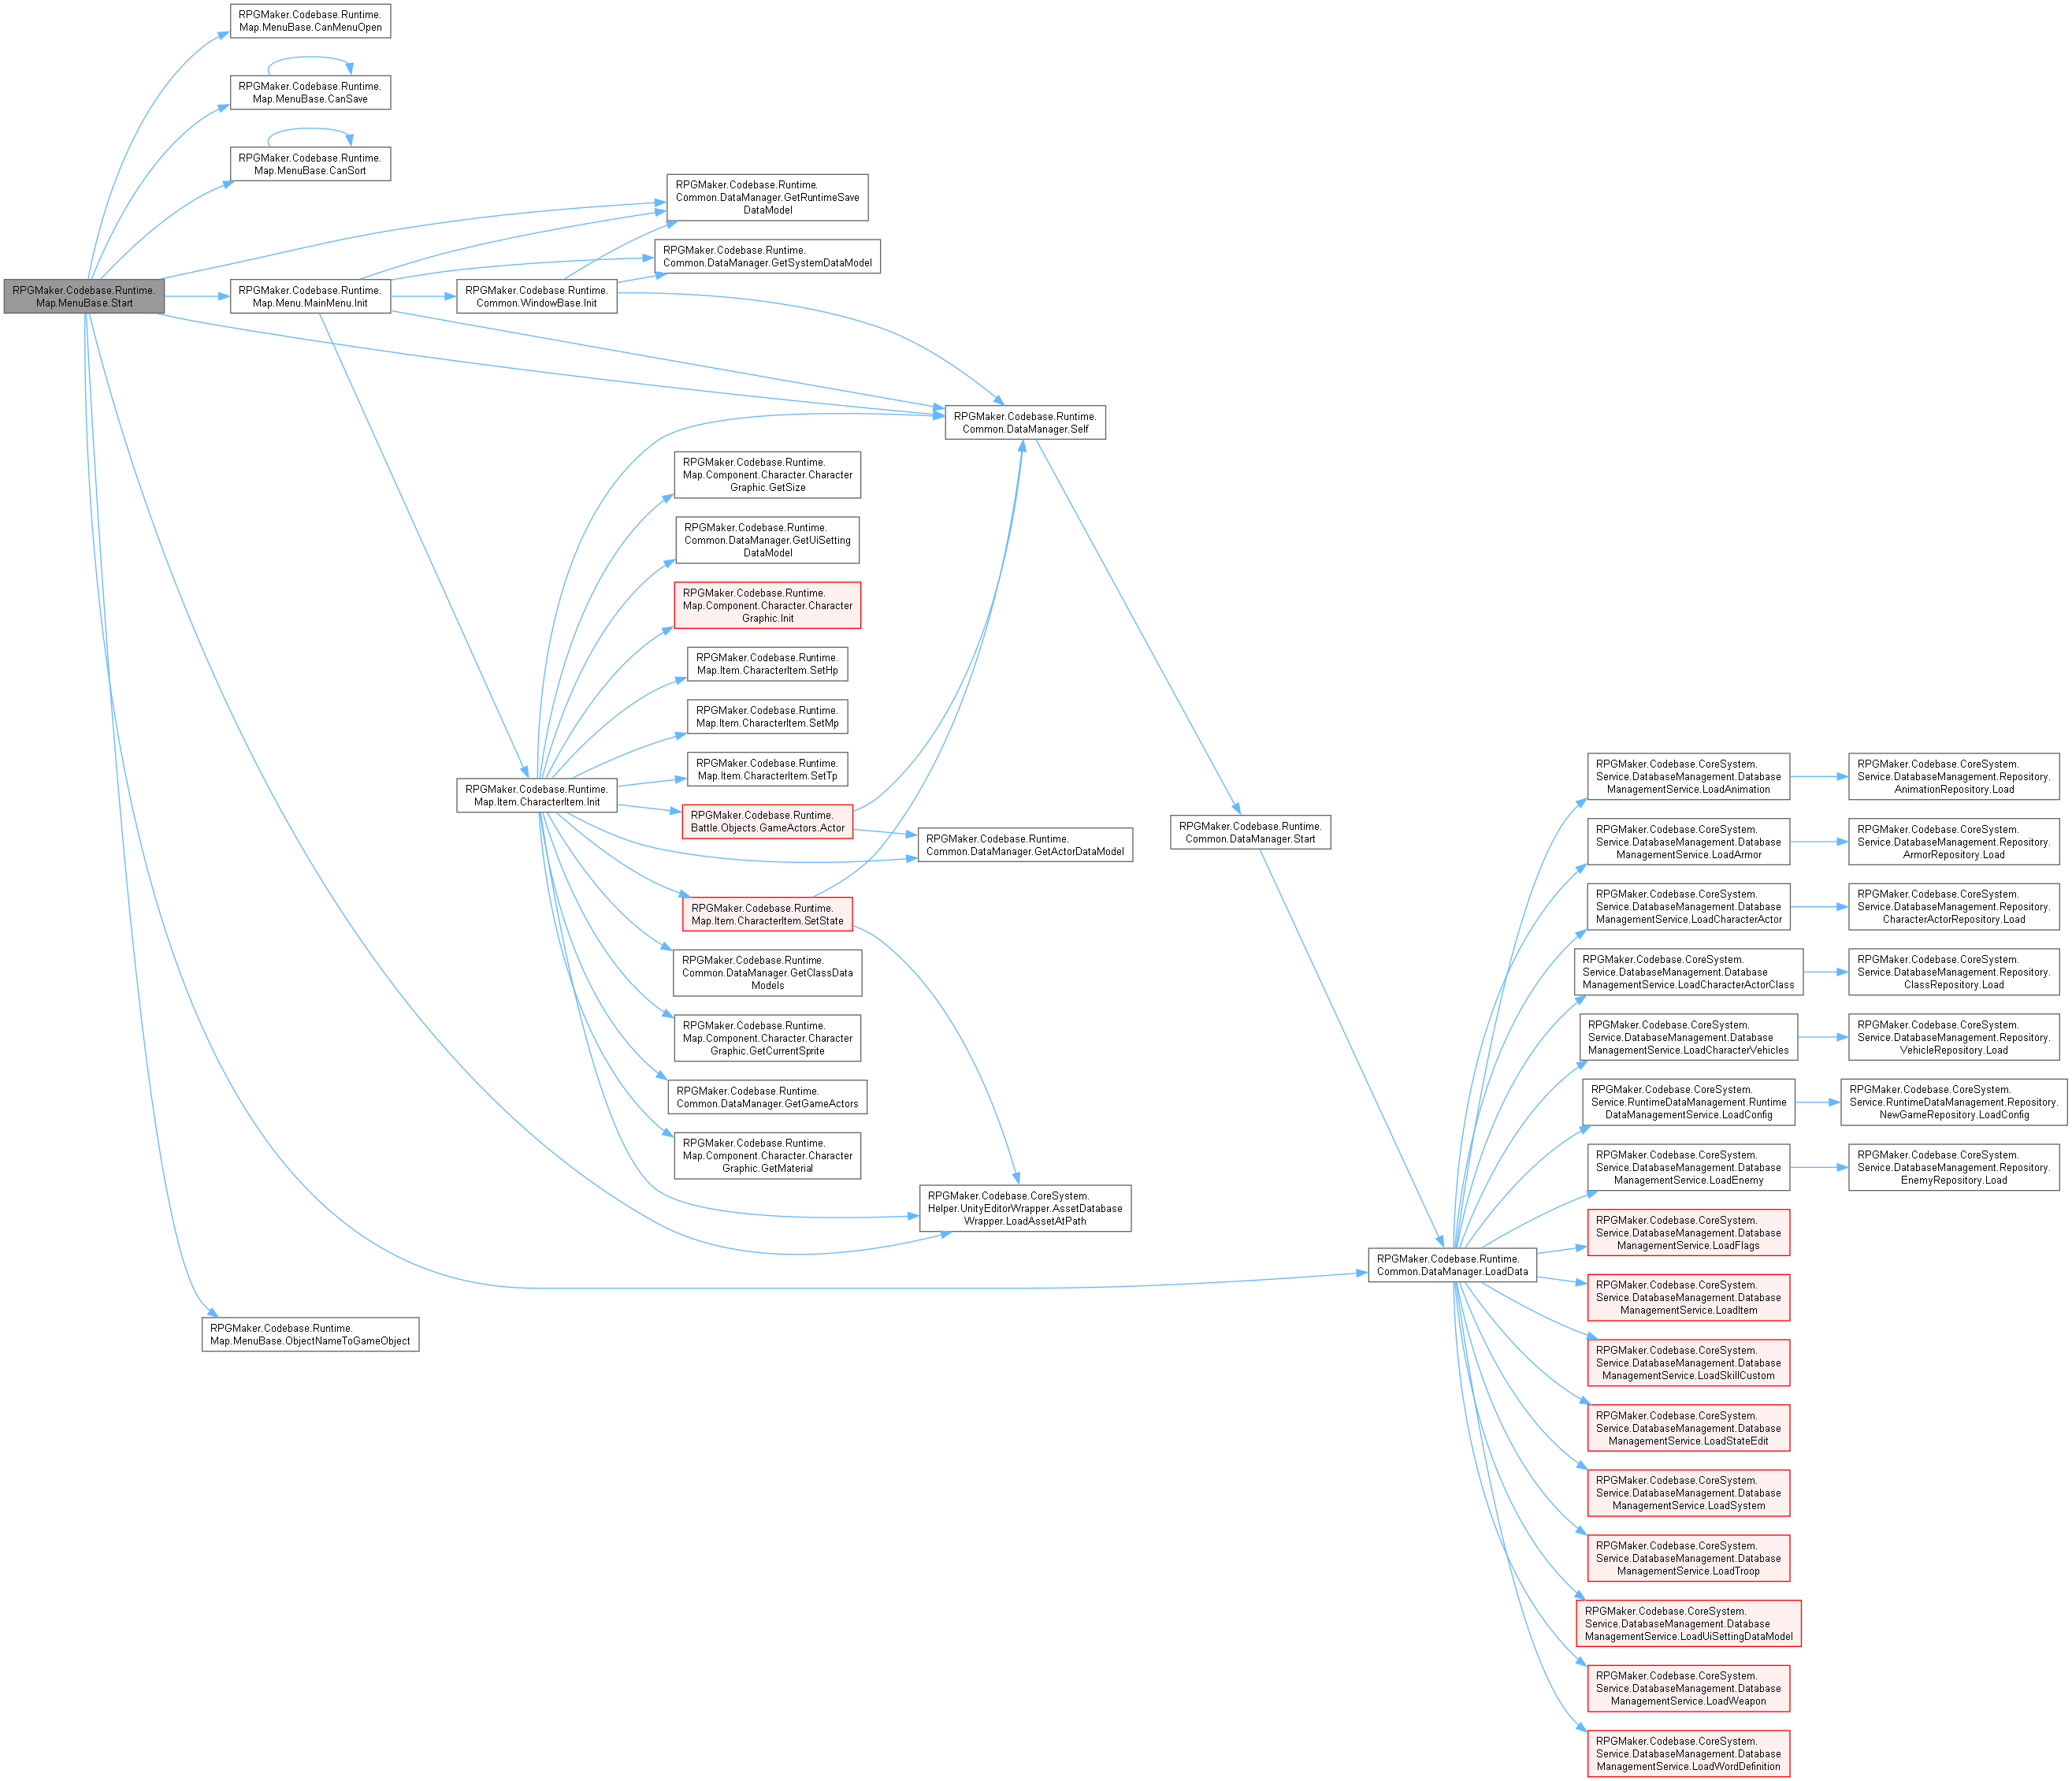 RPGMaker.Codebase.Runtime.
Map.MenuBase.Start
RPGMaker.Codebase.Runtime.
Map.MenuBase.CanMenuOpen
RPGMaker.Codebase.Runtime.
Map.MenuBase.CanSave
RPGMaker.Codebase.Runtime.
Map.MenuBase.CanSort
RPGMaker.Codebase.Runtime.
Map.Menu.MainMenu.Init
RPGMaker.Codebase.Runtime.
Map.MenuBase.ObjectNameToGameObject
RPGMaker.Codebase.Runtime.
Common.WindowBase.Init
RPGMaker.Codebase.Runtime.
Map.Item.CharacterItem.Init
RPGMaker.Codebase.Runtime.
Common.DataManager.GetRuntimeSave
DataModel
RPGMaker.Codebase.Runtime.
Common.DataManager.GetSystemDataModel
RPGMaker.Codebase.Runtime.
Map.Component.Character.Character
Graphic.GetSize
RPGMaker.Codebase.Runtime.
Common.DataManager.GetUiSetting
DataModel
RPGMaker.Codebase.Runtime.
Map.Component.Character.Character
Graphic.Init
RPGMaker.Codebase.Runtime.
Map.Item.CharacterItem.SetHp
RPGMaker.Codebase.Runtime.
Map.Item.CharacterItem.SetMp
RPGMaker.Codebase.Runtime.
Map.Item.CharacterItem.SetTp
RPGMaker.Codebase.Runtime.
Battle.Objects.GameActors.Actor
RPGMaker.Codebase.Runtime.
Map.Item.CharacterItem.SetState
RPGMaker.Codebase.Runtime.
Common.DataManager.GetClassData
Models
RPGMaker.Codebase.Runtime.
Map.Component.Character.Character
Graphic.GetCurrentSprite
RPGMaker.Codebase.Runtime.
Common.DataManager.GetGameActors
RPGMaker.Codebase.Runtime.
Map.Component.Character.Character
Graphic.GetMaterial
RPGMaker.Codebase.Runtime.
Common.DataManager.Self
RPGMaker.Codebase.Runtime.
Common.DataManager.GetActorDataModel
RPGMaker.Codebase.CoreSystem.
Helper.UnityEditorWrapper.AssetDatabase
Wrapper.LoadAssetAtPath
RPGMaker.Codebase.Runtime.
Common.DataManager.Start
RPGMaker.Codebase.Runtime.
Common.DataManager.LoadData
RPGMaker.Codebase.CoreSystem.
Service.DatabaseManagement.Database
ManagementService.LoadAnimation
RPGMaker.Codebase.CoreSystem.
Service.DatabaseManagement.Database
ManagementService.LoadArmor
RPGMaker.Codebase.CoreSystem.
Service.DatabaseManagement.Database
ManagementService.LoadCharacterActor
RPGMaker.Codebase.CoreSystem.
Service.DatabaseManagement.Database
ManagementService.LoadCharacterActorClass
RPGMaker.Codebase.CoreSystem.
Service.DatabaseManagement.Database
ManagementService.LoadCharacterVehicles
RPGMaker.Codebase.CoreSystem.
Service.RuntimeDataManagement.Runtime
DataManagementService.LoadConfig
RPGMaker.Codebase.CoreSystem.
Service.DatabaseManagement.Database
ManagementService.LoadEnemy
RPGMaker.Codebase.CoreSystem.
Service.DatabaseManagement.Database
ManagementService.LoadFlags
RPGMaker.Codebase.CoreSystem.
Service.DatabaseManagement.Database
ManagementService.LoadItem
RPGMaker.Codebase.CoreSystem.
Service.DatabaseManagement.Database
ManagementService.LoadSkillCustom
RPGMaker.Codebase.CoreSystem.
Service.DatabaseManagement.Database
ManagementService.LoadStateEdit
RPGMaker.Codebase.CoreSystem.
Service.DatabaseManagement.Database
ManagementService.LoadSystem
RPGMaker.Codebase.CoreSystem.
Service.DatabaseManagement.Database
ManagementService.LoadTroop
RPGMaker.Codebase.CoreSystem.
Service.DatabaseManagement.Database
ManagementService.LoadUiSettingDataModel
RPGMaker.Codebase.CoreSystem.
Service.DatabaseManagement.Database
ManagementService.LoadWeapon
RPGMaker.Codebase.CoreSystem.
Service.DatabaseManagement.Database
ManagementService.LoadWordDefinition
RPGMaker.Codebase.CoreSystem.
Service.DatabaseManagement.Repository.
AnimationRepository.Load
RPGMaker.Codebase.CoreSystem.
Service.DatabaseManagement.Repository.
ArmorRepository.Load
RPGMaker.Codebase.CoreSystem.
Service.DatabaseManagement.Repository.
CharacterActorRepository.Load
RPGMaker.Codebase.CoreSystem.
Service.DatabaseManagement.Repository.
ClassRepository.Load
RPGMaker.Codebase.CoreSystem.
Service.DatabaseManagement.Repository.
VehicleRepository.Load
RPGMaker.Codebase.CoreSystem.
Service.RuntimeDataManagement.Repository.
NewGameRepository.LoadConfig
RPGMaker.Codebase.CoreSystem.
Service.DatabaseManagement.Repository.
EnemyRepository.Load